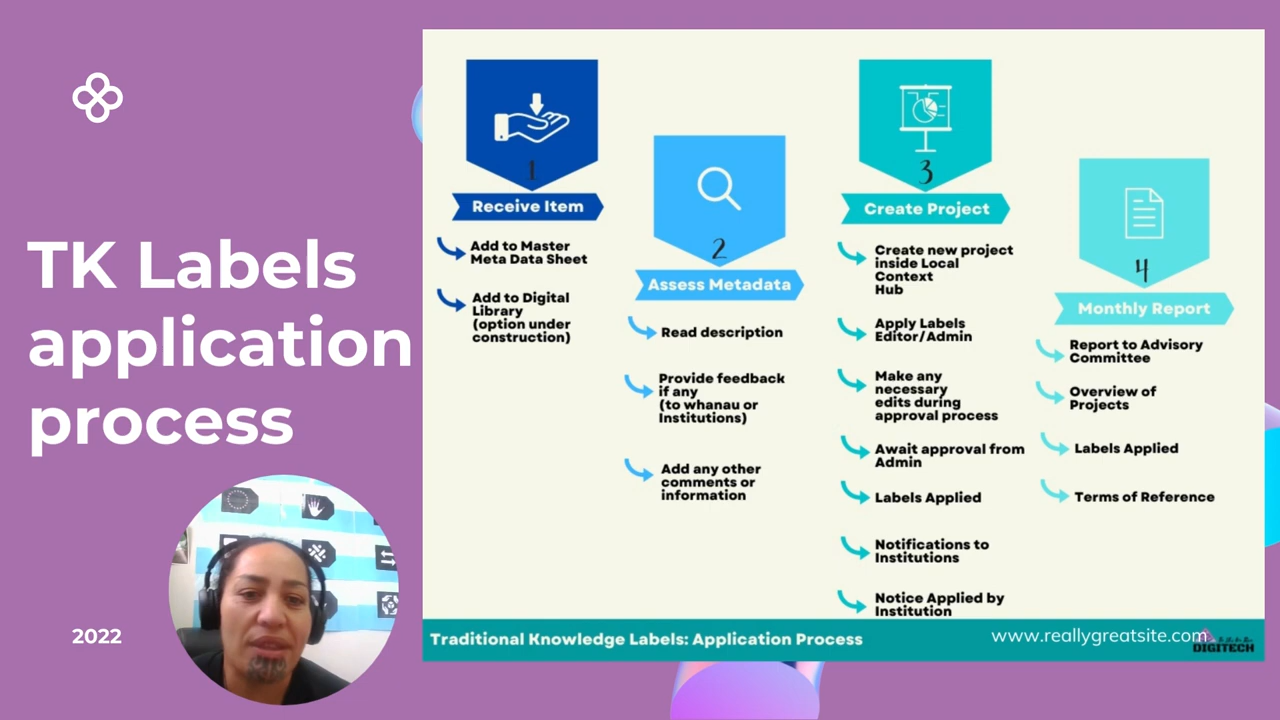 TK Labels
application
process
2022
1
Receive Item
Add to Master
Meta Data Sheet
Add to Digital
Library
(option under
construction)
2
Assess Metadata
Read description
Provide feedback
if any
(to whanau or
Institutions)
Add any other
comments or
information
3
Create Project
Create new project
inside Local
Context
Hub
Apply Labels
Editor/Admin
Make any
necessary
edits during
approval process
Await approval from
Admin
Labels Applied
Notifications to
Institutions
Notice Applied by
Institution
4
Monthly Report
Report to Advisory
Committee
Overview of
Projects
Labels Applied
Terms of Reference
Traditional Knowledge Labels: Application Process
www.reallygreatsite.com
DIGITECH